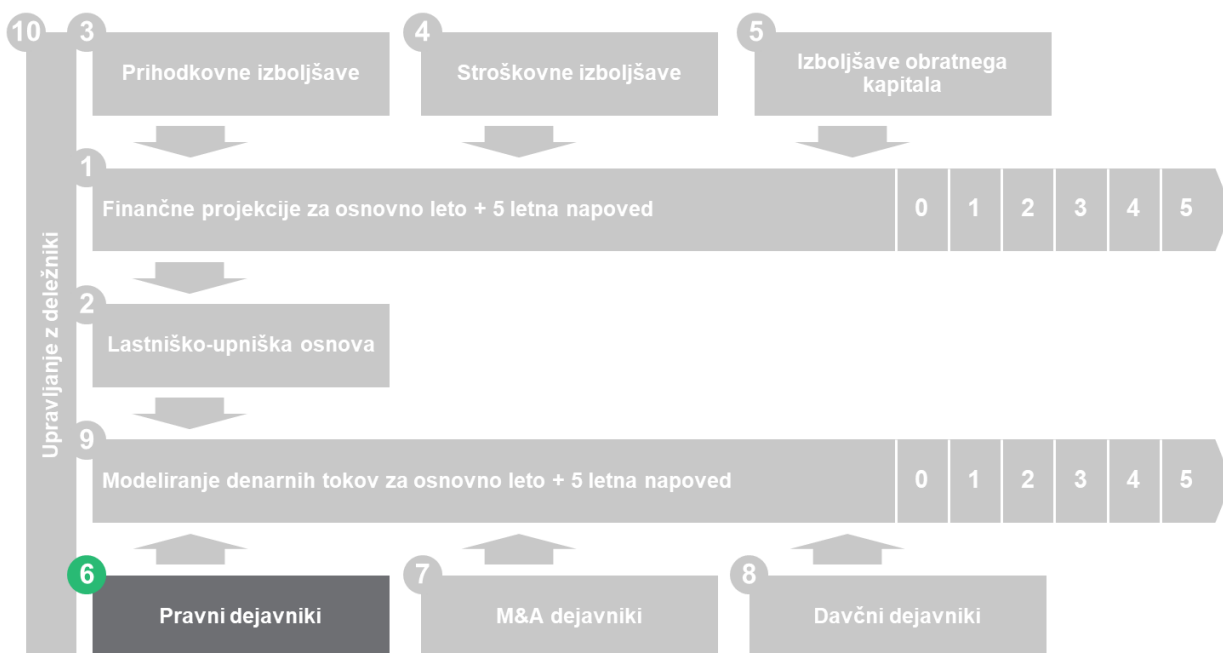 10
3
4
5
Prihodkovne izboljšave
Stroškovne izboljšave
Izboljšave obratnega
kapitala
1
Finančne projekcije za osnovno leto + 5 letna napoved
0 1 2 3 4 5
2
Lastniško-upniška osnova
Upravljanje z deležniki
9
Modeliranje denarnih tokov za osnovno leto + 5 letna napoved
0 1 2 3 4 5
6
7
8
Pravni dejavniki
M&A dejavniki
Davčni dejavniki